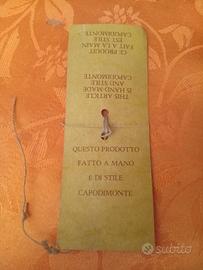 CE PRODUIT
FAIT A LA MAIN
EST STILE
CAPODIMONTE
THIS ARTICLE
IS HAND-MADE
AND STILE
CAPODIMONTE
QUESTO PRODOTTO
FATTO A MANO
E DI STILE
CAPODIMONTE
subito